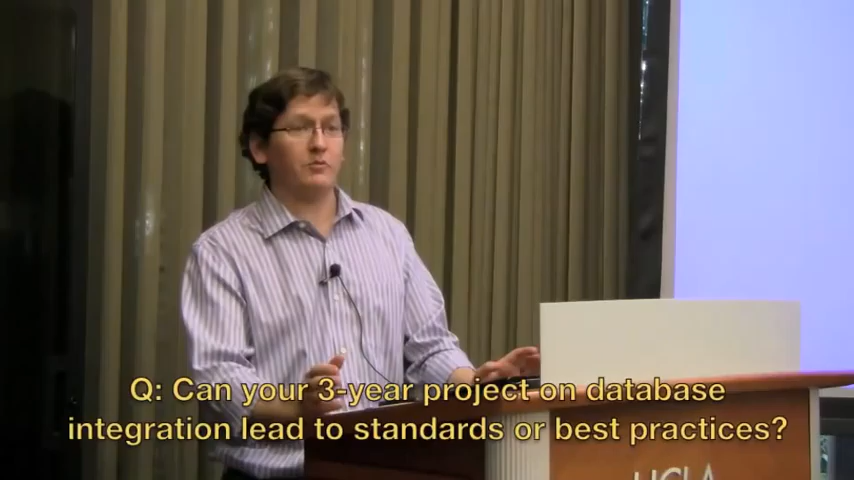 Q: Can your 3-year project on database
integration lead to standards or best practices?
UCLA